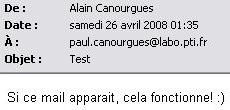 De : Alain Canourgues
Date : samedi 26 avril 2008 01:35
À : paul.canourgues@labo.pti.fr
Objet : Test
Si ce mail apparait, cela fonctionne! :)